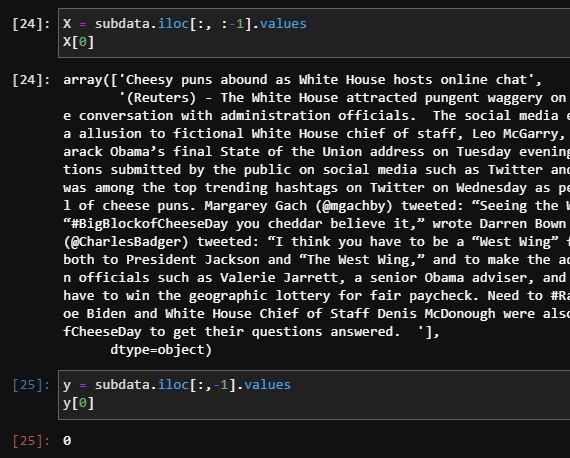 [24]: X = subdata.iloc[:, :-1].values
X[0]
[24]: array(['Cheesy puns abound as White House hosts online chat',
'(Reuters) - The White House attracted pungent waggery on
e conversation with administration officials.  The social media
a allusion to fictional White House chief of staff, Leo McGarry,
arack Obama’s final State of the Union address on Tuesday evening
tions submitted by the public on social media such as Twitter and
was among the top trending hashtags on Twitter on Wednesday as pe
l of cheese puns. Margarey Gach (@mgachby) tweeted: “Seeing the
“#BigBlockofCheeseDay you cheddar believe it,” wrote Darren Bown
(@CharlesBadger) tweeted: “I think you have to be a “West Wing” f
both to President Jackson and “The West Wing,” and to make the ad
n officials such as Valerie Jarrett, a senior Obama adviser, and
have to win the geographic lottery for fair paycheck. Need to #Ra
oe Biden and White House Chief of Staff Denis McDonough were also
fCheeseDay to get their questions answered.  '],
dtype=object)
[25]: y = subdata.iloc[:,-1].values
y[0]
[25]: 0